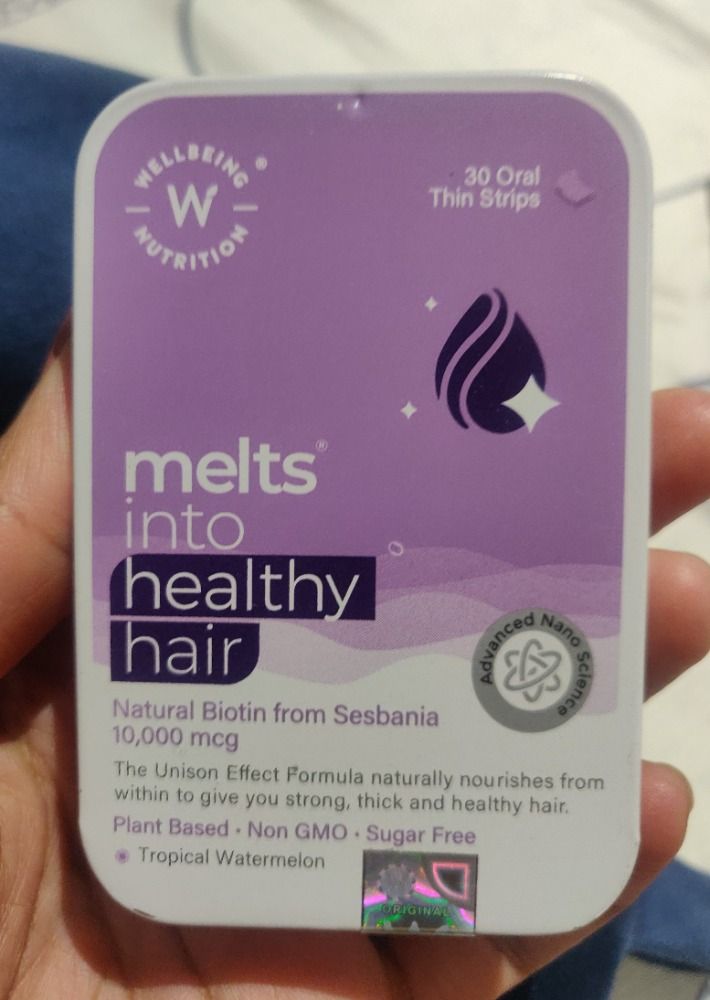 WELLBEING
W
NUTRITION
®
30 Oral
Thin Strips
melts®
into
healthy
hair
Advanced Nano Science
Natural Biotin from Sesbania
10,000 mcg
The Unison Effect Formula naturally nourishes from
within to give you strong, thick and healthy hair.
Plant Based • Non GMO • Sugar Free
Tropical Watermelon
ORIGINAL